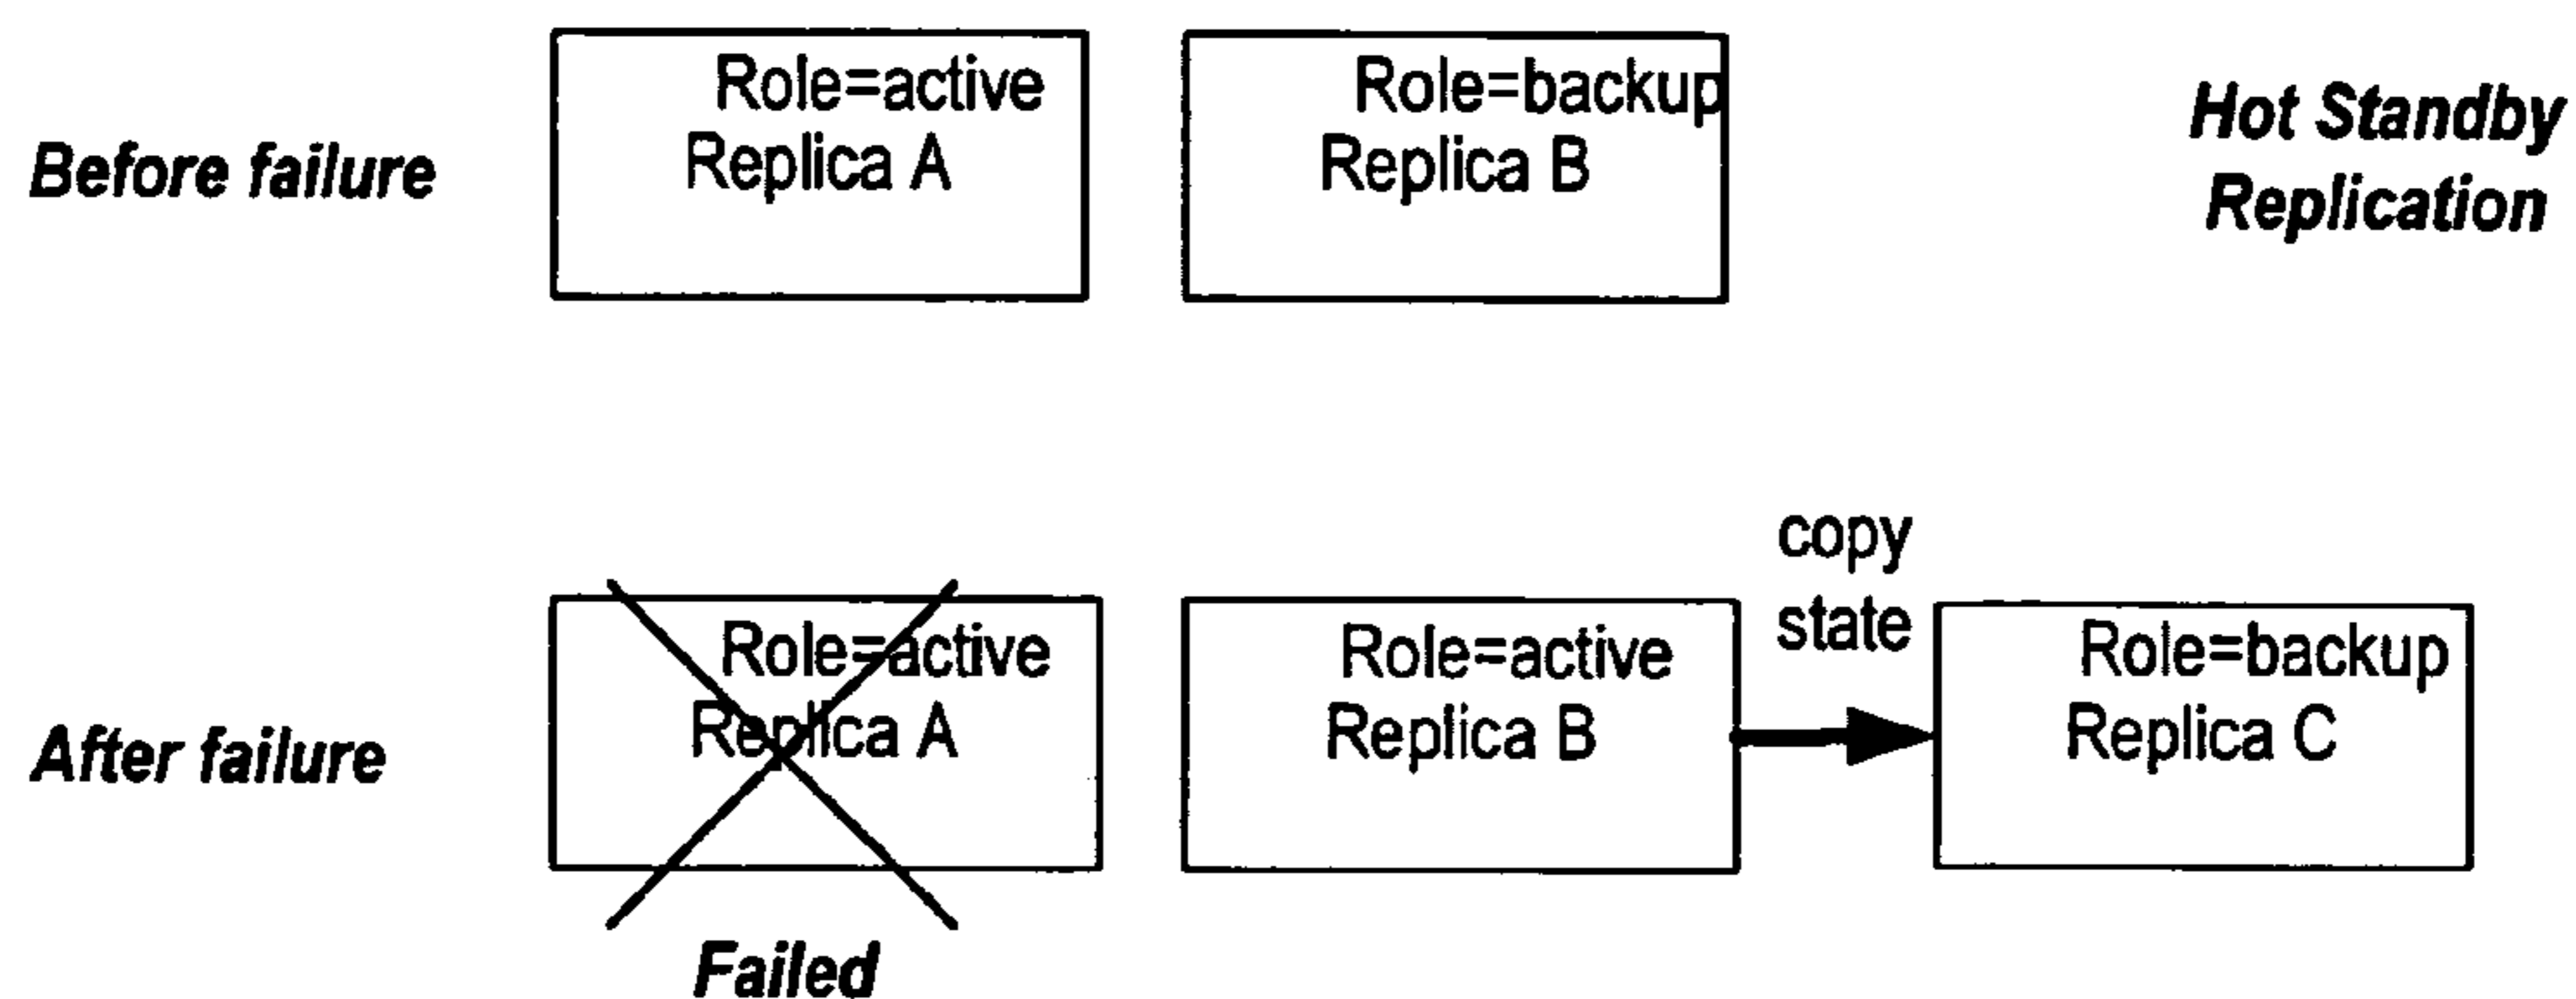 Before failure
Role=active
Replica A
Role=backup
Replica B
Hot Standby
Replication
After failure
Role=active
Replica A
Failed
Role=active
Replica B
copy
state
Role=backup
Replica C